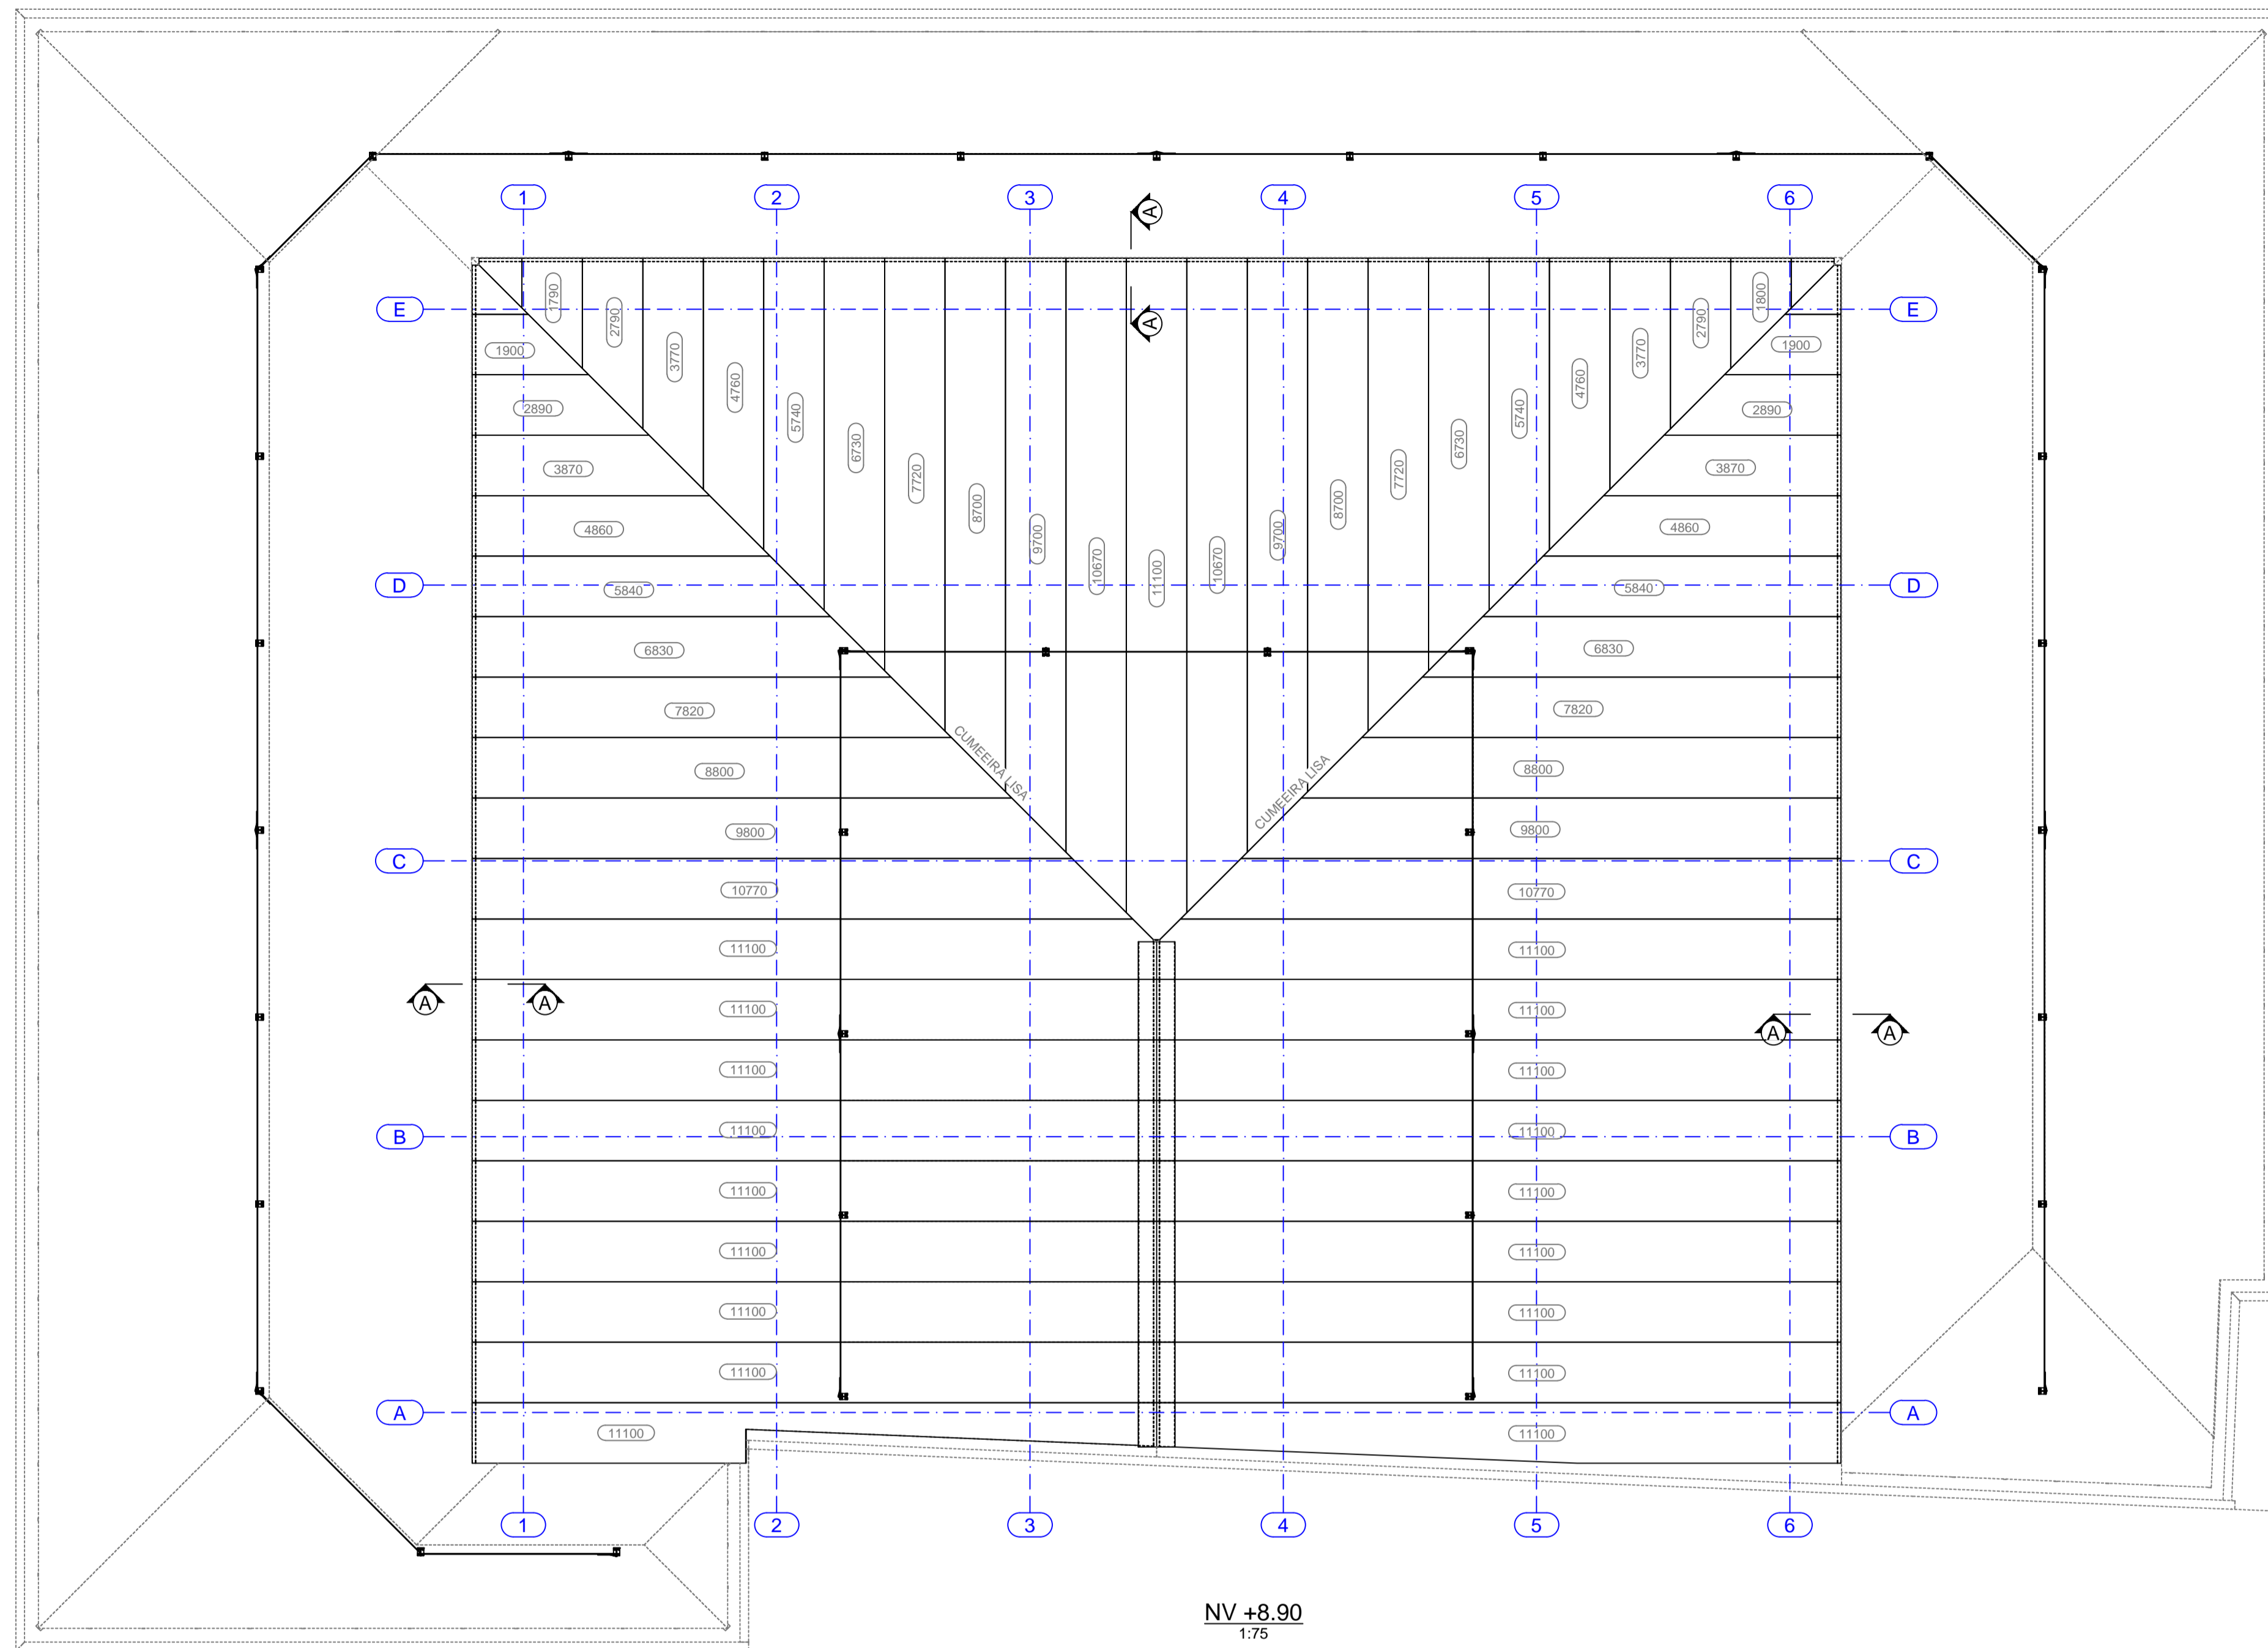 1 2 3 4 5 6
A
A
E E
1790 2790 3770 4760 5740 6730 7720 8700 9700 10670 11100 10670 9700 8700 7720 6730 5740 4760 3770 2790 1800
1900 1900
2890 2890
3870 3870
4860 4860
D D
5840 5840
6830 6830
7820 7820
CUMEEIRA LISA CUMEEIRA LISA
8800 8800
9800 9800
C C
10770 10770
11100 11100
A A A A
11100 11100
11100 11100
B B
11100 11100
11100 11100
11100 11100
11100 11100
11100 11100
A A
11100 11100
1 2 3 4 5 6
NV +8.90
1:75